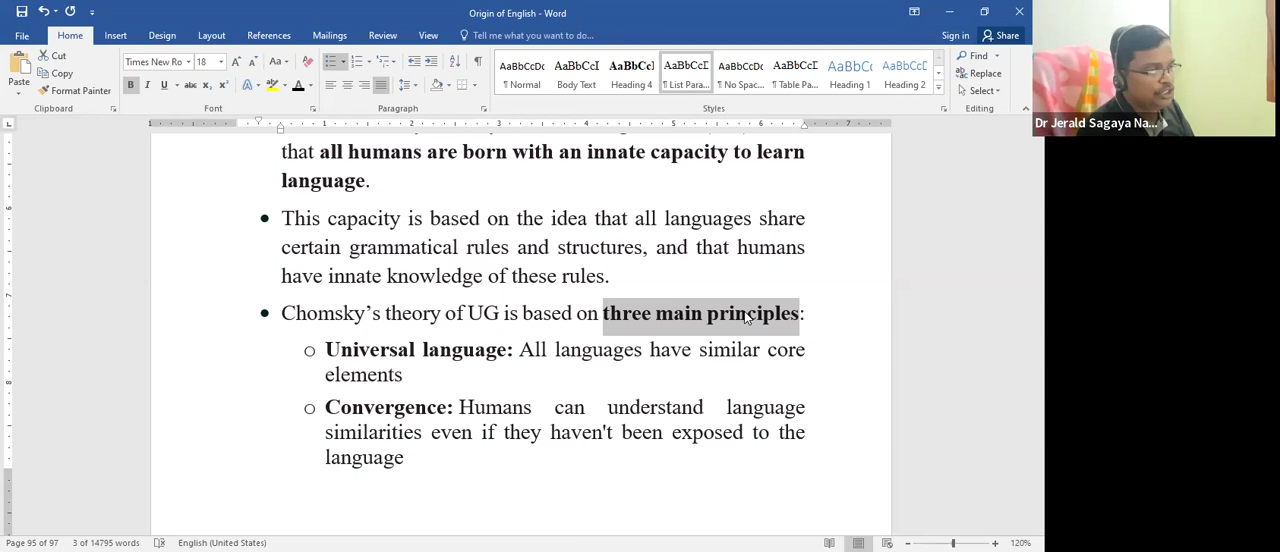 Origin of English - Word
File Home Insert Design Layout References Mailings Review View Tell me what you want to do... Sign in Share
Paste Cut Copy Format Painter Clipboard
Times New Ro 18 Aa B I U Font
Paragraph
AaBbCcDc ¶ Normal AaBbCcI Body Text AaBbCcI Heading 4 AaBbCcI ¶ List Para... AaBbCcDc ¶ No Spac... AaBbCcI ¶ Table Pa... AaBbCc Heading 1 AaBbCcDc Heading 2 Styles
Find Replace Select Editing
Dr Jerald Sagaya Na...
that all humans are born with an innate capacity to learn
language.
• This capacity is based on the idea that all languages share
certain grammatical rules and structures, and that humans
have innate knowledge of these rules.
• Chomsky’s theory of UG is based on three main principles:
o Universal language: All languages have similar core
elements
o Convergence: Humans can understand language
similarities even if they haven't been exposed to the
language
Page 95 of 97 3 of 14795 words English (United States) 120%